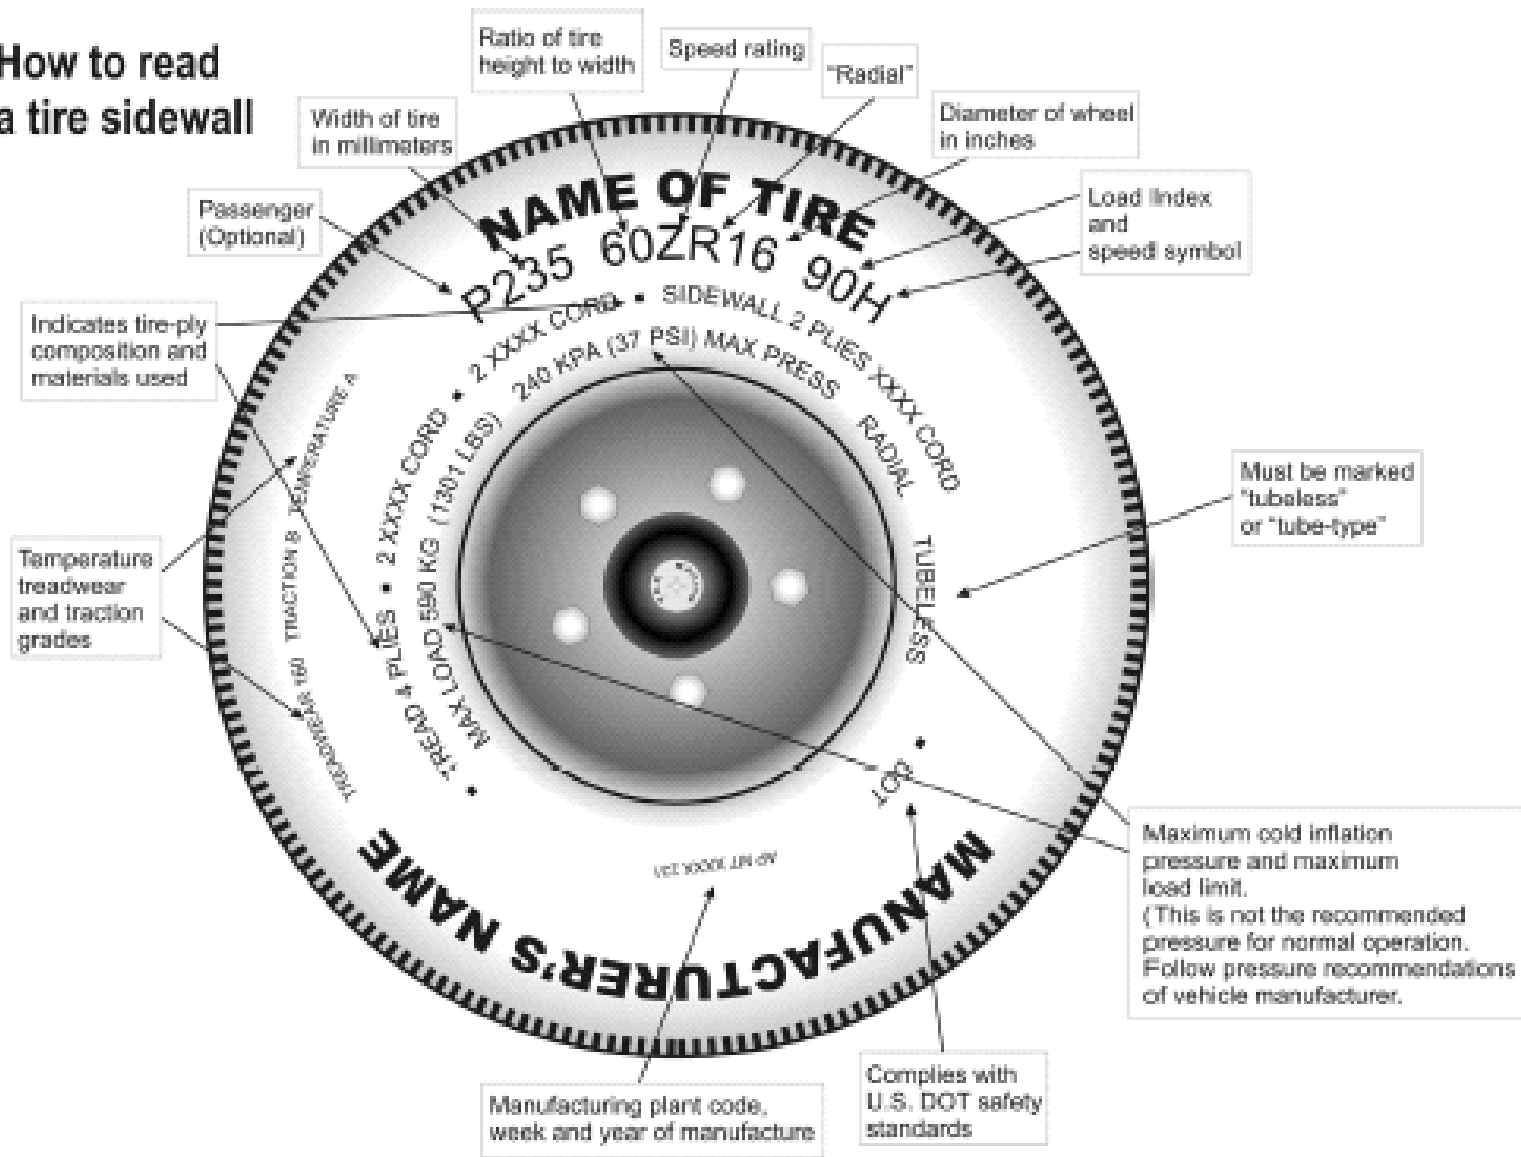 How to read
a tire sidewall
Ratio of tire
height to width
Speed rating
"Radial"
Width of tire
in millimeters
Diameter of wheel
in inches
Passenger
(Optional)
Load Iindex
and
speed symbol
Indicates tire-ply
composition and
materials used
Must be marked
"tubeless"
or "tube-type"
Temperature
treadwear
and traction
grades
Maximum cold inflation
pressure and maximum
load limit.
(This is not the recommended
pressure for normal operation.
Follow pressure recommendations
of vehicle manufacturer.
Complies with
U.S. DOT safety
standards
Manufacturing plant code,
week and year of manufacture
NAME OF TIRE
P235 60ZR16 90H
• TREAD 4 PLIES • 2 XXXX CORD • 2 XXXX CORD • SIDEWALL 2 PLIES XXXX CORD
MAX LOAD 590 KG (1301 LBS) 240 KPA (37 PSI) MAX PRESS RADIAL TUBELESS • DOT
TREADWEAR 160 TRACTION B TEMPERATURE A
MANUFACTURER'S NAME